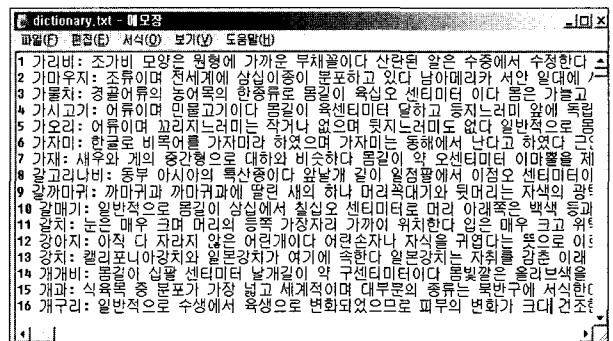 dictionary.txt - 메모장
파일(F) 편집(E) 서식(O) 보기(V) 도움말(H)
1 가리비: 조가비 모양은 원형에 가까운 부채꼴이다 산란된 알은 수중에서 수정한다
2 가마우지: 조류이며 전세계에 삼십이종이 분포하고 있다 남아메리카 서안 일대에
3 가물치: 경골어류의 농어목의 한종류로 몸길이 육십오 센티미터 이다 몸은 가늘고
4 가시고기: 어류이며 민물고기이다 몸길이 육센티미터 달하고 등지느러미 앞에 독립
5 가오리: 어류이며 꼬리지느러미는 작거나 없으며 뒷지느러미도 없다 일반적으로 몸
6 가자미: 한글로 비목어를 가자미라 하였으며 가자미는 동해에서 난다고 하였다
7 가재: 새우와 게의 중간형으로 대하와 비슷하다 몸길이 약 오센티미터 이마뿔을 제
8 갈고리나비: 동부 아시아의 특산종이다 앞날개 길이 일점팔에서 이점오 센티미터이
9 갈까마귀: 까마귀과 까마귀과에 딸린 새의 하나 머리꼭대기와 뒷머리는 자색의 광택
10 갈매기: 일반적으로 몸길이 삼십에서 칠십오 센티미터로 머리 아래쪽은 백색 등과
11 갈치: 눈은 매우 크며 머리의 등쪽 가장자리 가까이 위치한다 입은 매우 크고 위턱
12 강아지: 아직 다 자라지 않은 어린개이다 어린손자나 자식을 귀엽다는 뜻으로
13 강치: 캘리포니아강치와 일본강치가 여기에 속한다 일본강치는 자취를 감춘 이래
14 개개비: 몸길이 십팔 센티미터 날개길이 약 구센티미터이다 몸빛깔은 올리브색을
15 개과: 식육목 중 분포가 가장 넓고 세계적이며 대부분의 종류는 북반구에 서식한다
16 개구리: 일반적으로 수생에서 육생으로 변화되었으므로 피부의 변화가 크다 건조한